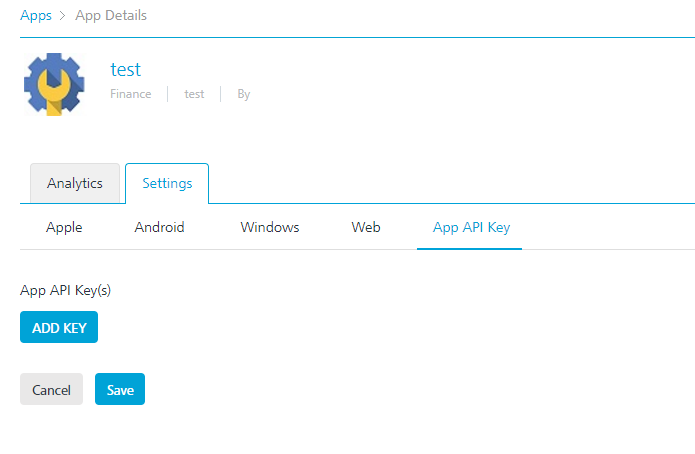 Apps > App Details
test
Finance | test | By
Analytics Settings
Apple Android Windows Web App API Key
App API Key(s)
ADD KEY
Cancel Save